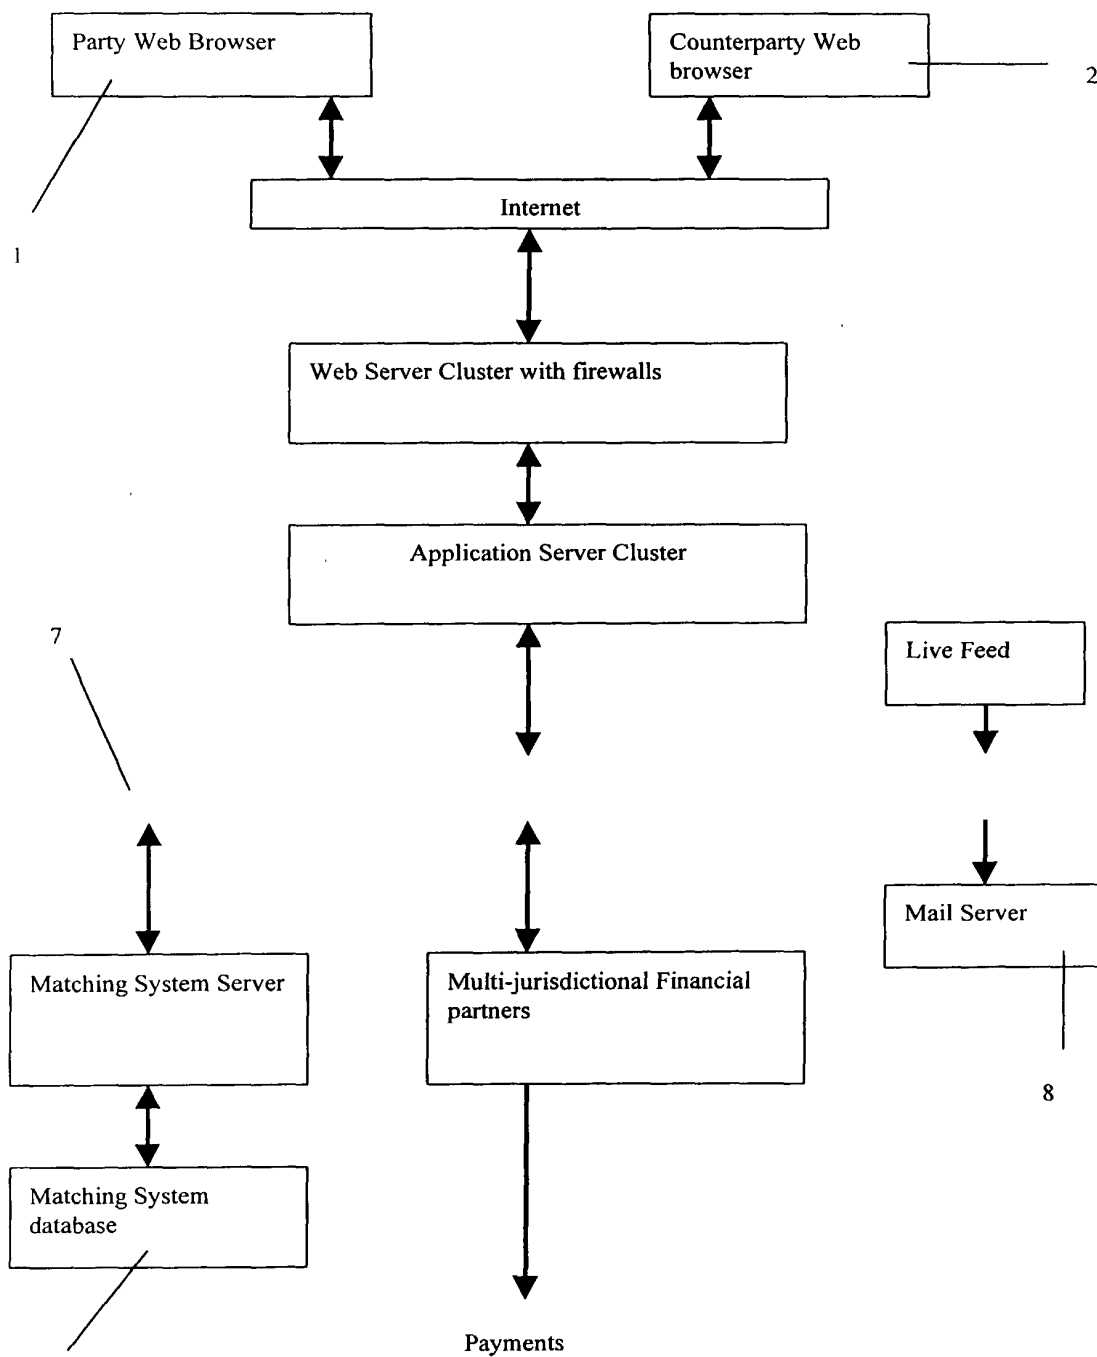 Party Web Browser
Counterparty Web
browser
2
Internet
1
Web Server Cluster with firewalls
Application Server Cluster
7
Live Feed
Mail Server
Matching System Server
Multi-jurisdictional Financial
partners
8
Matching System
database
Payments